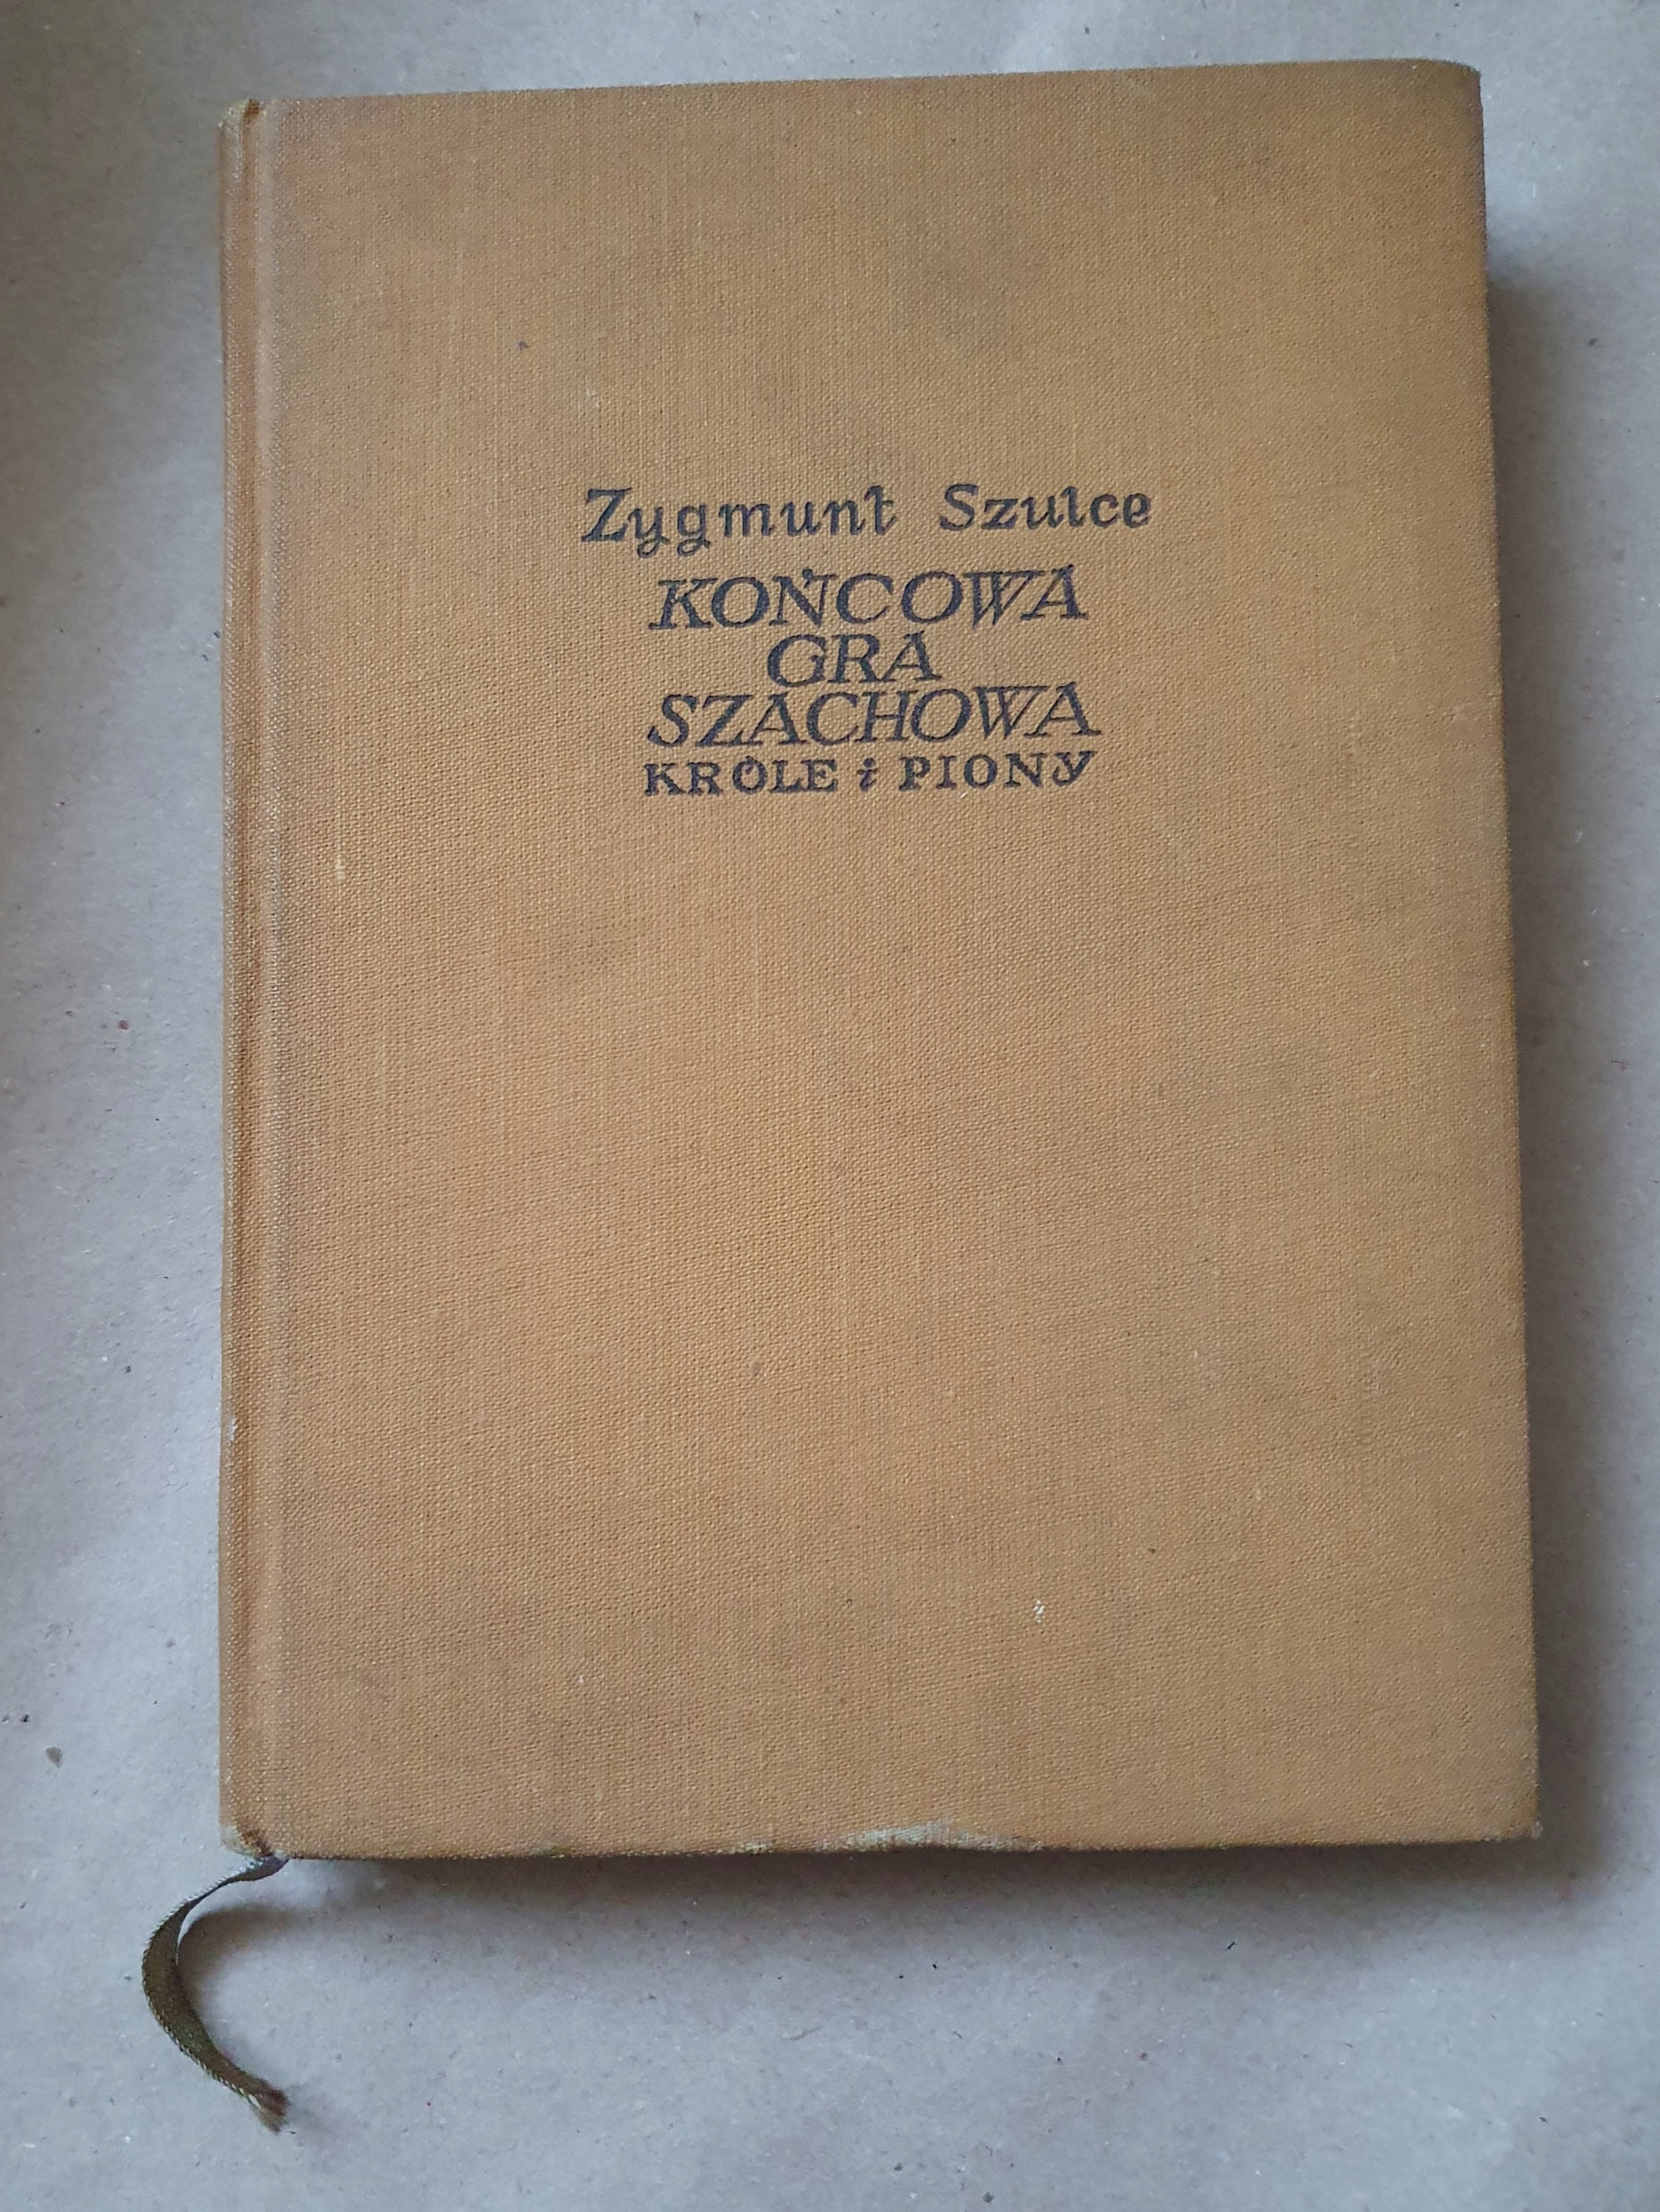 Zygmunt Szulce
KOŃCOWA
GRA
SZACHOWA
KRÓLE i PIONY